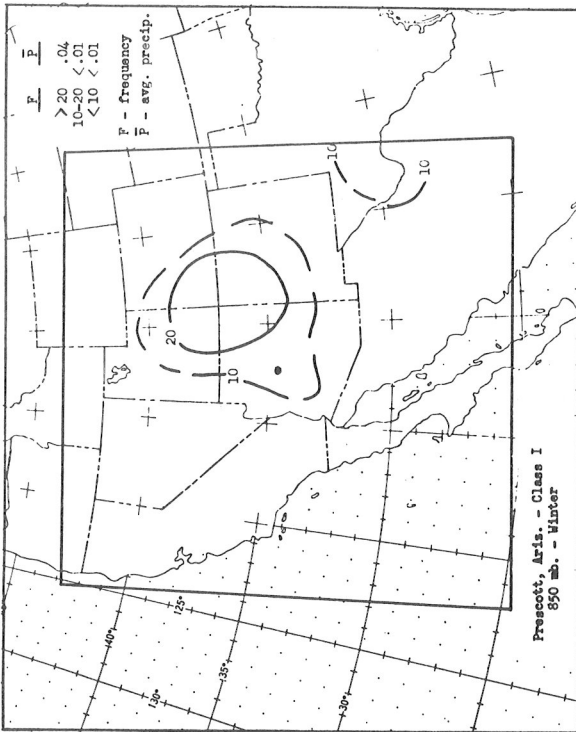 F P̅
>20 .04
10-20 <.01
<10 <.01
F - frequency
P̅ - avg. precip.
10
10
20
10
40°
125°
130°
35°
30°
Prescott, Ariz. - Class I
850 mb. - Winter